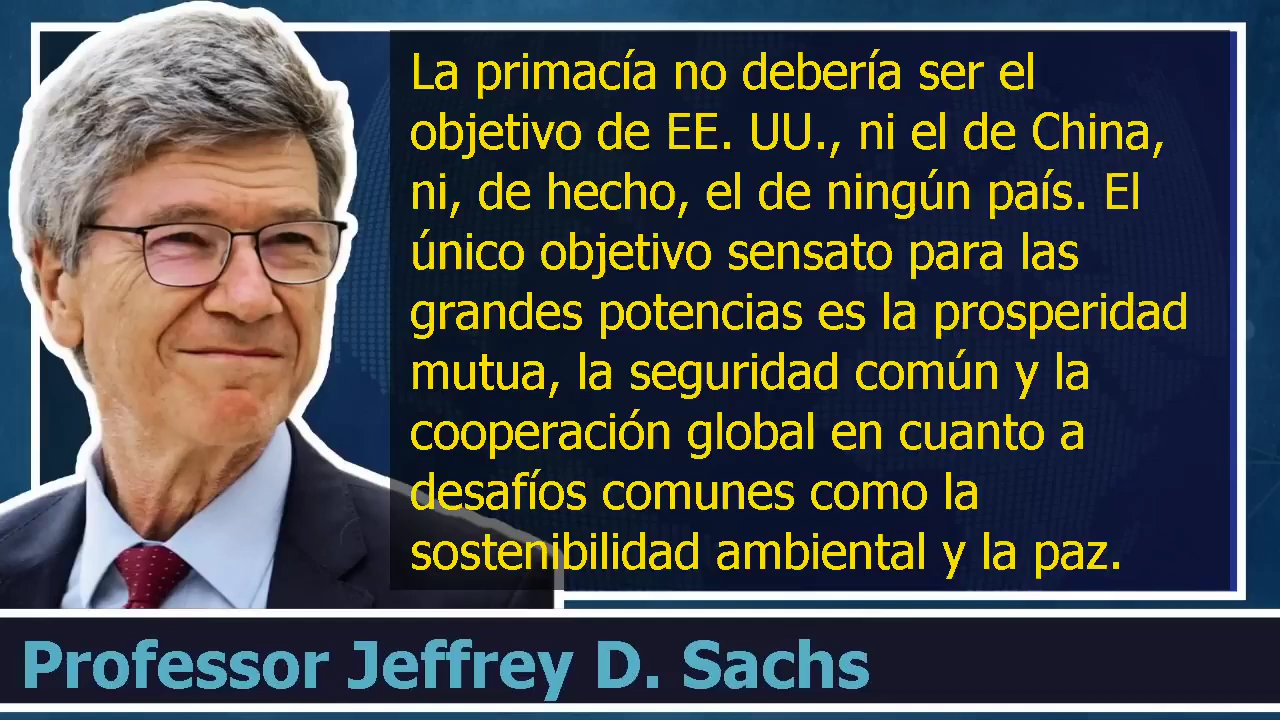 La primacía no debería ser el
objetivo de EE. UU., ni el de China,
ni, de hecho, el de ningún país. El
único objetivo sensato para las
grandes potencias es la prosperidad
mutua, la seguridad común y la
cooperación global en cuanto a
desafíos comunes como la
sostenibilidad ambiental y la paz.
Professor Jeffrey D. Sachs